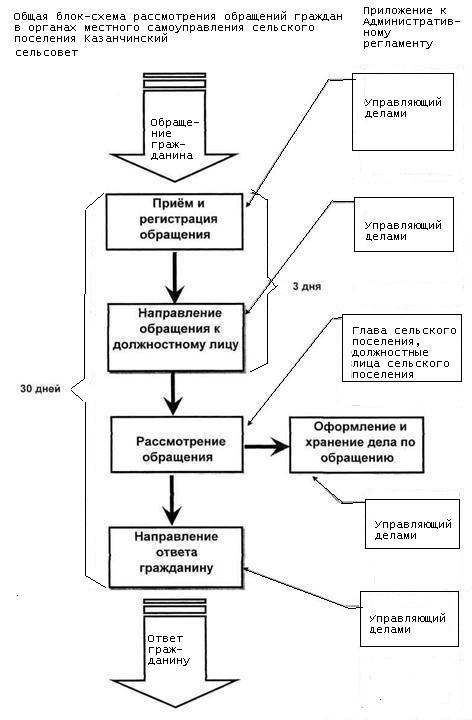 Общая блок-схема рассмотрения обращений граждан
в органах местного самоуправления сельского
поселения Казанчинский
сельсовет
Приложение к
Административ-
ному
регламенту
Обраще-
ние
граж-
данина
Управляющий
делами
Приём и
регистрация
обращения
Управляющий
делами
3 дня
Направление
обращения к
должностному лицу
Глава сельского
поселения,
должностные
лица сельского
поселения
30 дней
Рассмотрение
обращения
Оформление и
хранение дела по
обращению
Управляющий
делами
Направление
ответа
гражданину
Управляющий
делами
Ответ
граж-
данину